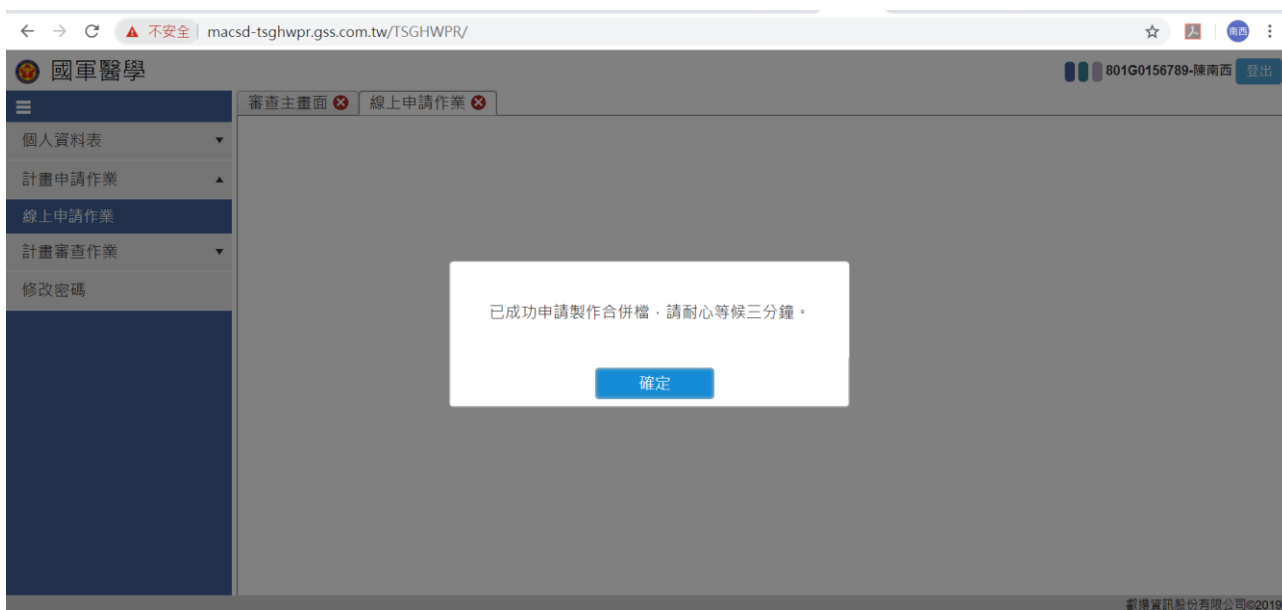 不安全 macsd-tsghwpr.gss.com.tw/TSGHWPR/ 南西
國軍醫學 801G0156789-陳南西 登出
審查主畫面 線上申請作業
個人資料表
計畫申請作業
線上申請作業
計畫審查作業
修改密碼
已成功申請製作合併檔，請耐心等候三分鐘。
確定
叡揚資訊股份有限公司©2019